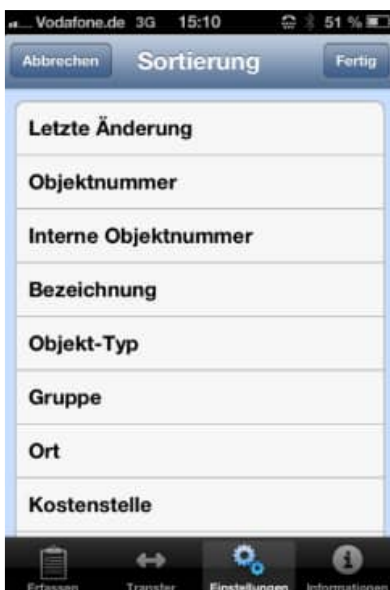 Vodafone.de 3G 15:10 51 %
Abbrechen Sortierung Fertig
Letzte Änderung
Objektnummer
Interne Objektnummer
Bezeichnung
Objekt-Typ
Gruppe
Ort
Kostenstelle
Erfassen Transfer Einstellungen Informationen